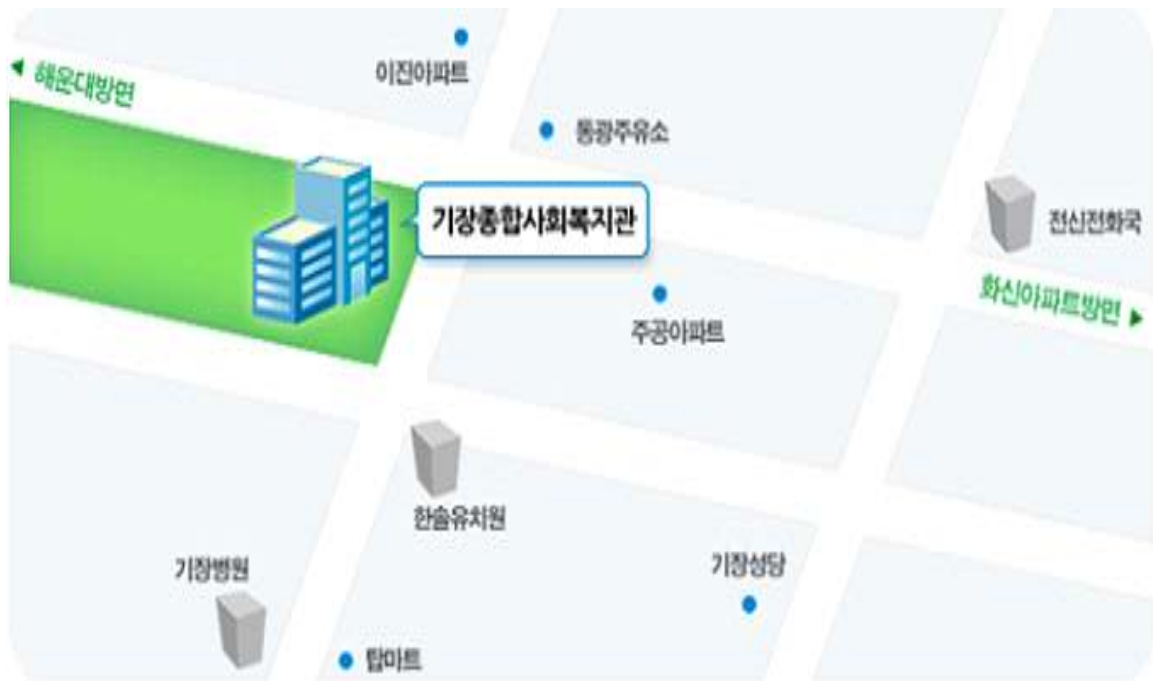 이진아파트
◀ 해운대방면
동광주유소
기장종합사회복지관
전신전화국
화신아파트방면 ▶
주공아파트
한솔유치원
기장병원
기장성당
탑마트